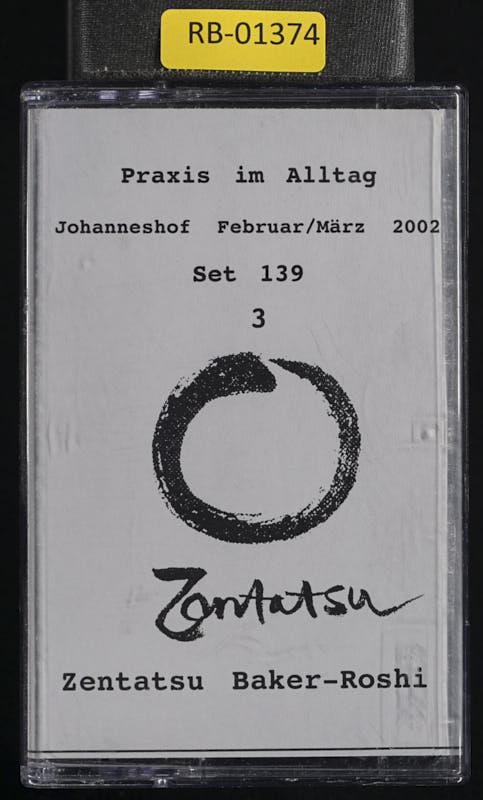 RB-01374
Praxis im Alltag
Johanneshof Februar/März 2002
Set 139
3
Zentatsu
Zentatsu Baker-Roshi